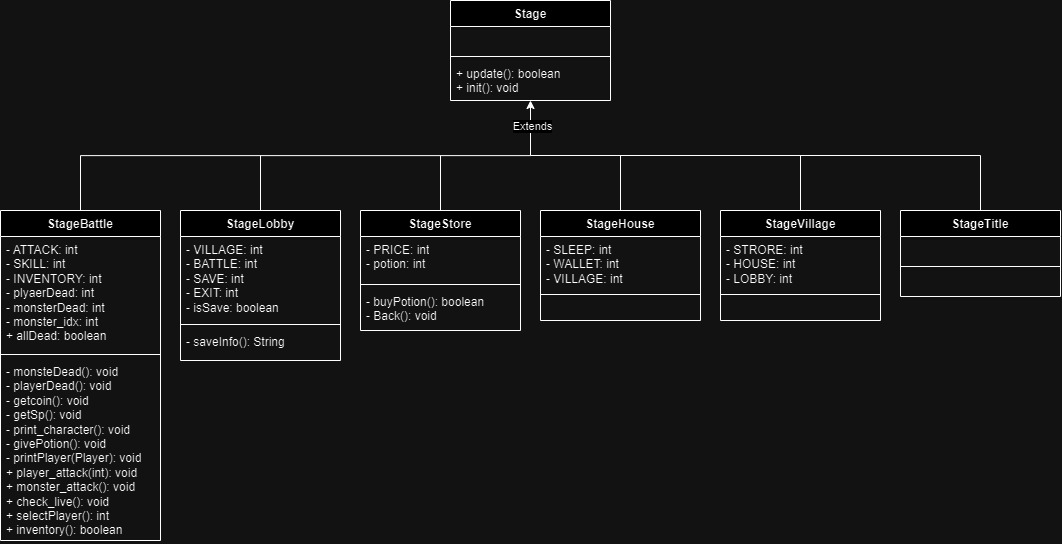 Stage
+ update(): boolean
+ init(): void
Extends
StageBattle
- ATTACK: int
- SKILL: int
- INVENTORY: int
- plyaerDead: int
- monsterDead: int
- monster_idx: int
+ allDead: boolean
- monsteDead(): void
- playerDead(): void
- getcoin(): void
- getSp(): void
- print_character(): void
- givePotion(): void
- printPlayer(Player): void
+ player_attack(int): void
+ monster_attack(): void
+ check_live(): void
+ selectPlayer(): int
+ inventory(): boolean
StageLobby
- VILLAGE: int
- BATTLE: int
- SAVE: int
- EXIT: int
- isSave: boolean
- saveInfo(): String
StageStore
- PRICE: int
- potion: int
- buyPotion(): boolean
- Back(): void
StageHouse
- SLEEP: int
- WALLET: int
- VILLAGE: int
StageVillage
- STRORE: int
- HOUSE: int
- LOBBY: int
StageTitle